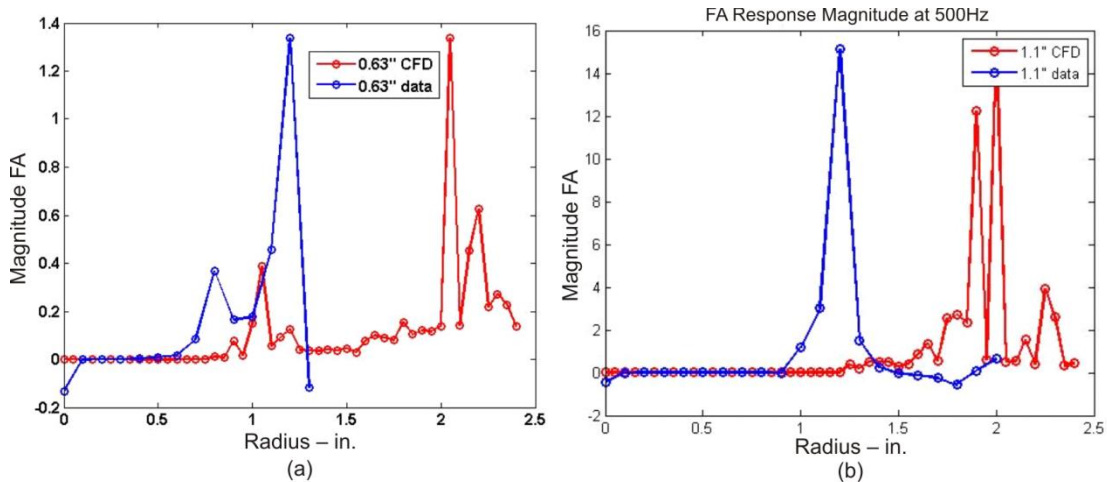 FA Response Magnitude at 500Hz
1.4
1.2
1
0.8
0.6
0.4
0.2
0
-0.2
Magnitude FA
0.63" CFD
0.63" data
0 0.5 1 1.5 2 2.5
Radius – in.
(a)
16
14
12
10
8
6
4
2
0
-2
Magnitude FA
1.1" CFD
1.1" data
0 0.5 1 1.5 2 2.5
Radius – in.
(b)